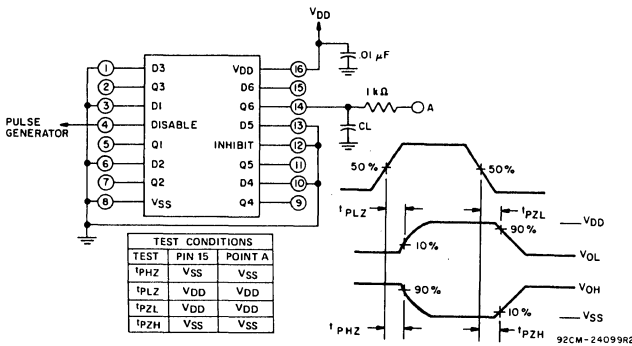 VDD
.01 µF
1 kΩ
A
CL
PULSE
GENERATOR
1 D3 VDD 16
2 Q3 D6 15
3 D1 Q6 14
4 DISABLE D5 13
5 Q1 INHIBIT 12
6 D2 Q5 11
7 Q2 D4 10
8 VSS Q4 9
TEST CONDITIONS
TEST PIN 15 POINT A
tPHZ VSS VSS
tPLZ VDD VDD
tPZL VDD VDD
tPZH VSS VSS
50% 50%
tPLZ tPZL
VDD
90%
10%
VOL
VOH
90%
10%
VSS
tPHZ tPZH
92CM-24099R2